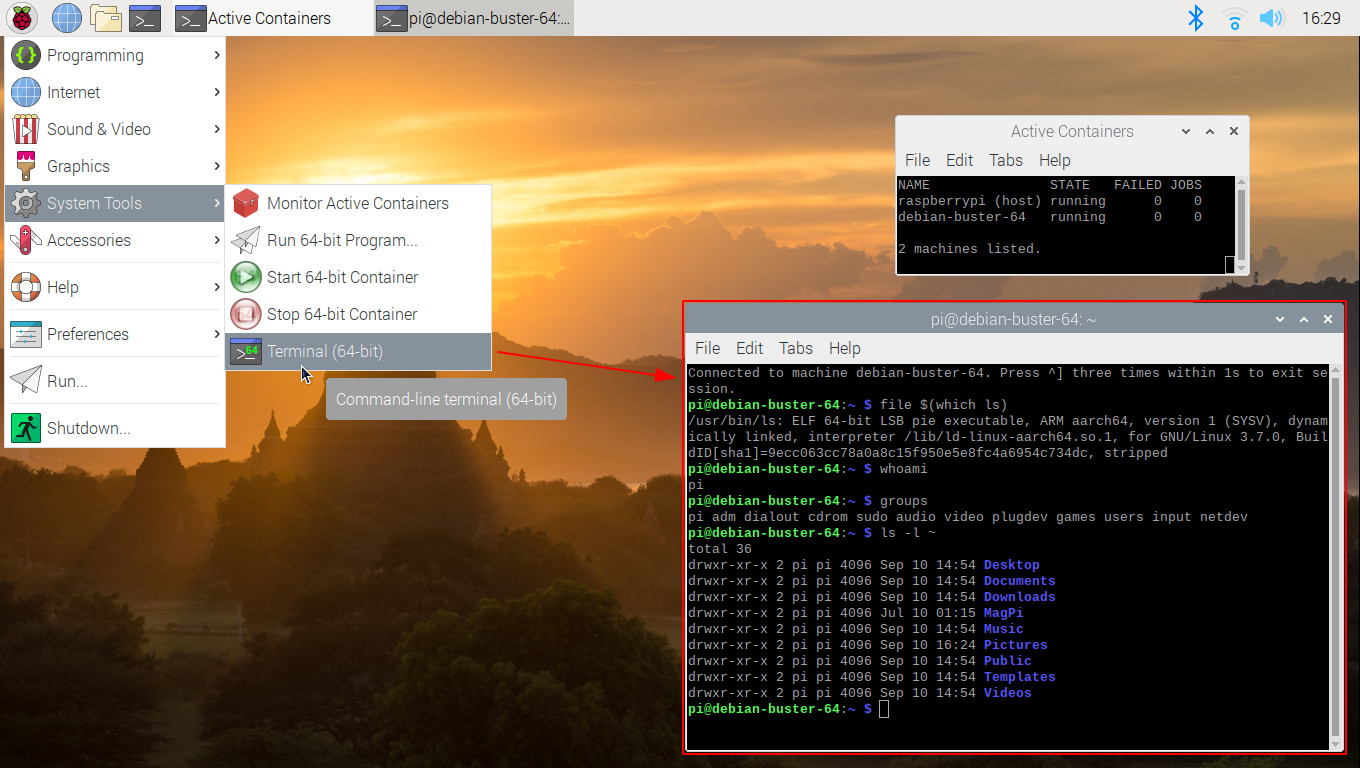 Active Containers
pi@debian-buster-64:...
16:29
Programming
Internet
Sound & Video
Graphics
System Tools
Accessories
Help
Preferences
Run...
Shutdown...
Monitor Active Containers
Run 64-bit Program...
Start 64-bit Container
Stop 64-bit Container
64
Terminal (64-bit)
Command-line terminal (64-bit)
Active Containers
File Edit Tabs Help
NAME STATE FAILED JOBS
raspberrypi (host) running 0 0
debian-buster-64 running 0 0
2 machines listed.
pi@debian-buster-64: ~
File Edit Tabs Help
Connected to machine debian-buster-64. Press ^] three times within 1s to exit se
ssion.
pi@debian-buster-64:~ $ file $(which ls)
/usr/bin/ls: ELF 64-bit LSB pie executable, ARM aarch64, version 1 (SYSV), dynam
ically linked, interpreter /lib/ld-linux-aarch64.so.1, for GNU/Linux 3.7.0, Buil
dID[sha1]=9ecc063cc78a0a8c15f950e5e8fc4a6954c734dc, stripped
pi@debian-buster-64:~ $ whoami
pi
pi@debian-buster-64:~ $ groups
pi adm dialout cdrom sudo audio video plugdev games users input netdev
pi@debian-buster-64:~ $ ls -l ~
total 36
drwxr-xr-x 2 pi pi 4096 Sep 10 14:54 Desktop
drwxr-xr-x 2 pi pi 4096 Sep 10 14:54 Documents
drwxr-xr-x 2 pi pi 4096 Sep 10 14:54 Downloads
drwxr-xr-x 2 pi pi 4096 Jul 10 01:15 MagPi
drwxr-xr-x 2 pi pi 4096 Sep 10 14:54 Music
drwxr-xr-x 2 pi pi 4096 Sep 10 16:24 Pictures
drwxr-xr-x 2 pi pi 4096 Sep 10 14:54 Public
drwxr-xr-x 2 pi pi 4096 Sep 10 14:54 Templates
drwxr-xr-x 2 pi pi 4096 Sep 10 14:54 Videos
pi@debian-buster-64:~ $